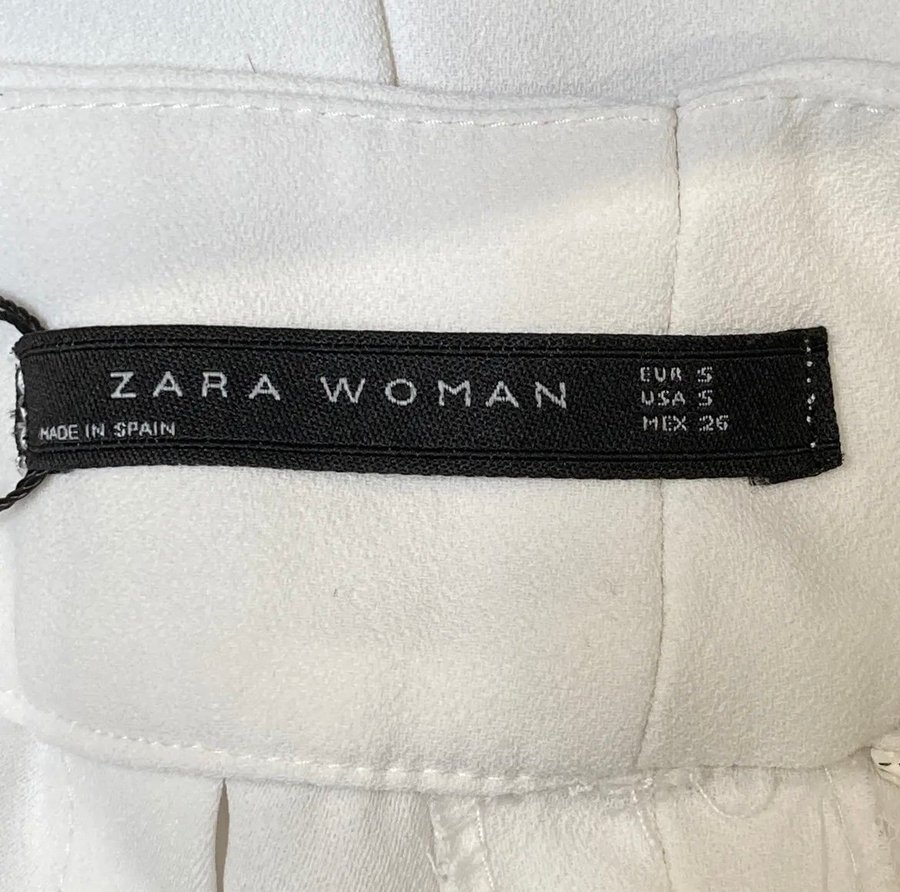 ZARA WOMAN
MADE IN SPAIN
EUR S
USA S
MEX 26